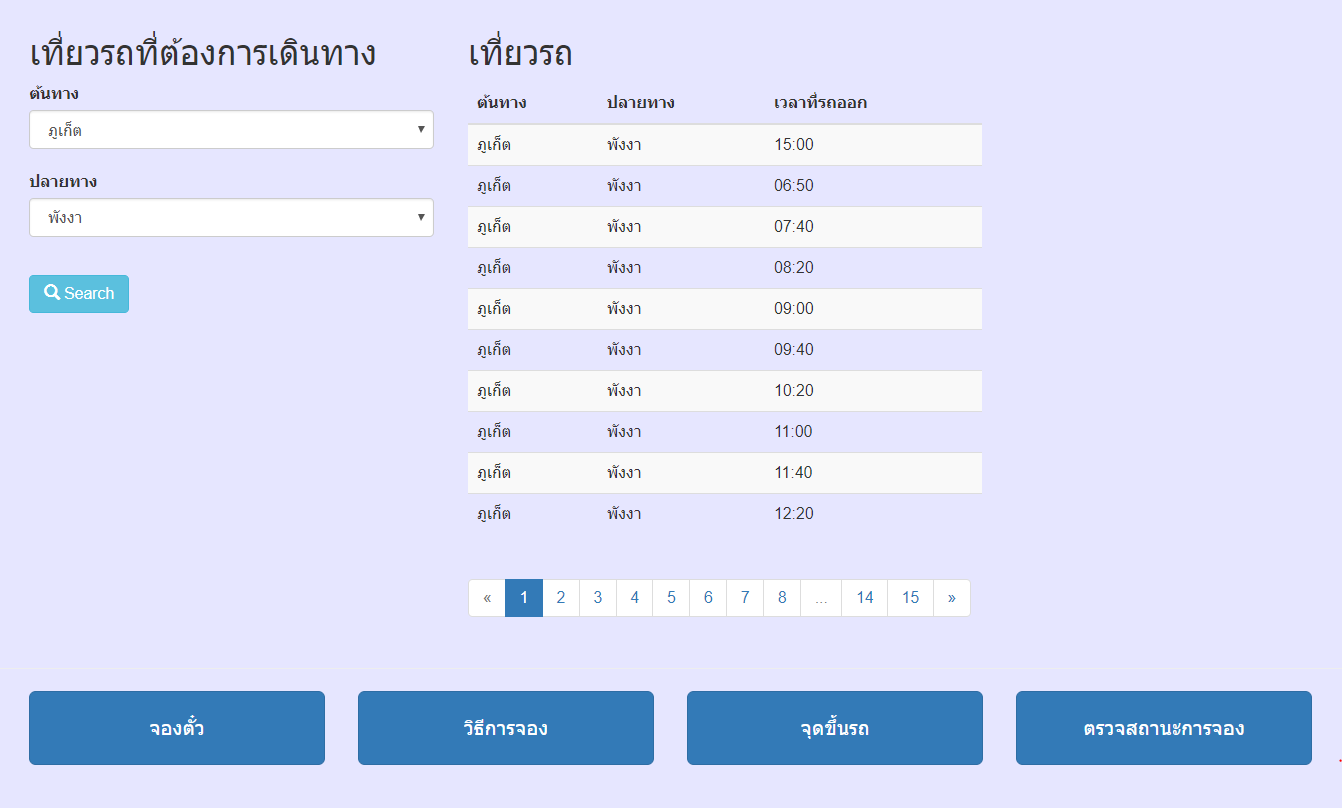 เที่ยวรถที่ต้องการเดินทาง
ต้นทาง
ภูเก็ต
ปลายทาง
พังงา
Search
เที่ยวรถ
ต้นทาง ปลายทาง เวลาที่รถออก
ภูเก็ต พังงา 15:00
ภูเก็ต พังงา 06:50
ภูเก็ต พังงา 07:40
ภูเก็ต พังงา 08:20
ภูเก็ต พังงา 09:00
ภูเก็ต พังงา 09:40
ภูเก็ต พังงา 10:20
ภูเก็ต พังงา 11:00
ภูเก็ต พังงา 11:40
ภูเก็ต พังงา 12:20
« 1 2 3 4 5 6 7 8 ... 14 15 »
จองตั๋ว วิธีการจอง จุดขึ้นรถ ตรวจสถานะการจอง